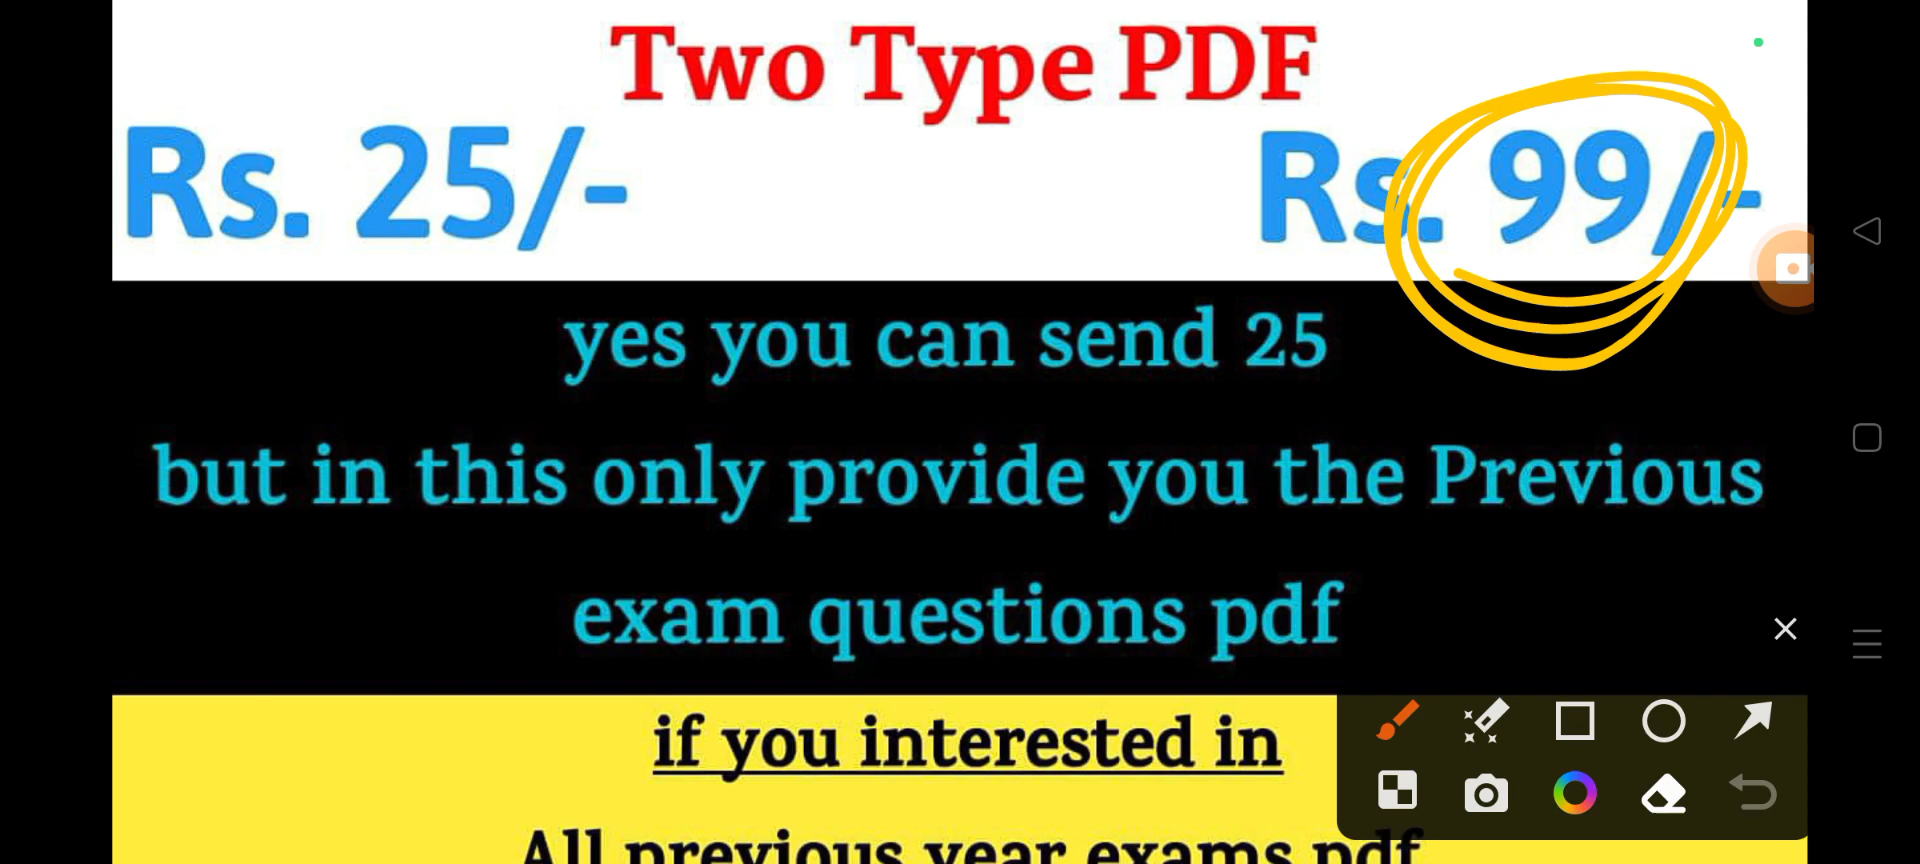 Two Type PDF
Rs. 25/- Rs. 99/-
yes you can send 25
but in this only provide you the Previous
exam questions pdf
if you interested in
All previous year exams pdf